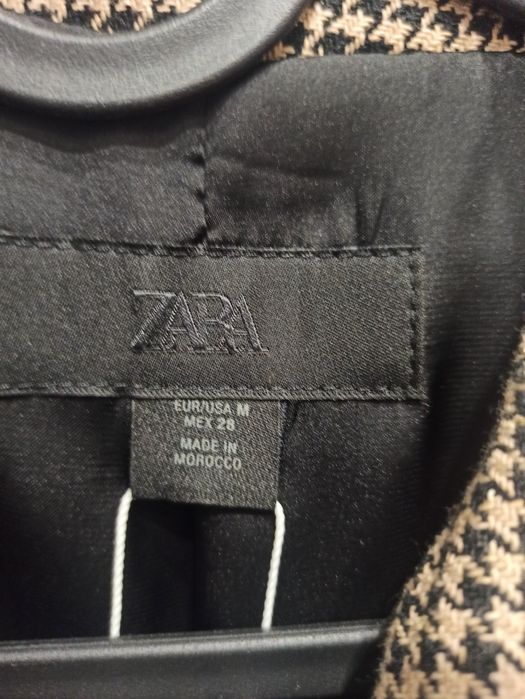 ZARA
EUR/USA M
MEX 28
MADE IN
MOROCCO